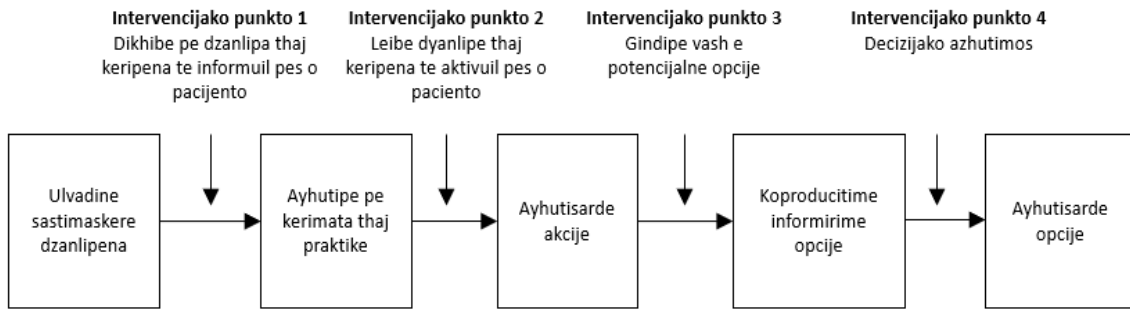 Intervencijako punkto 1
Dikhibe pe dzanlipa thaj
keripena te informuil pes o
pacijento
Intervencijako punkto 2
Leibe dyanlipe thaj
keripena te aktivuil pes o
paciento
Intervencijako punkto 3
Gindipe vash e
potencijalne opcije
Intervencijako punkto 4
Decizijako azhutimos
Ulvadine
sastimaskere
dzanlipena
Ayhutipe pe
kerimata thaj
praktike
Ayhutisarde
akcije
Koproducitime
informirime
opcije
Ayhutisarde
opcije